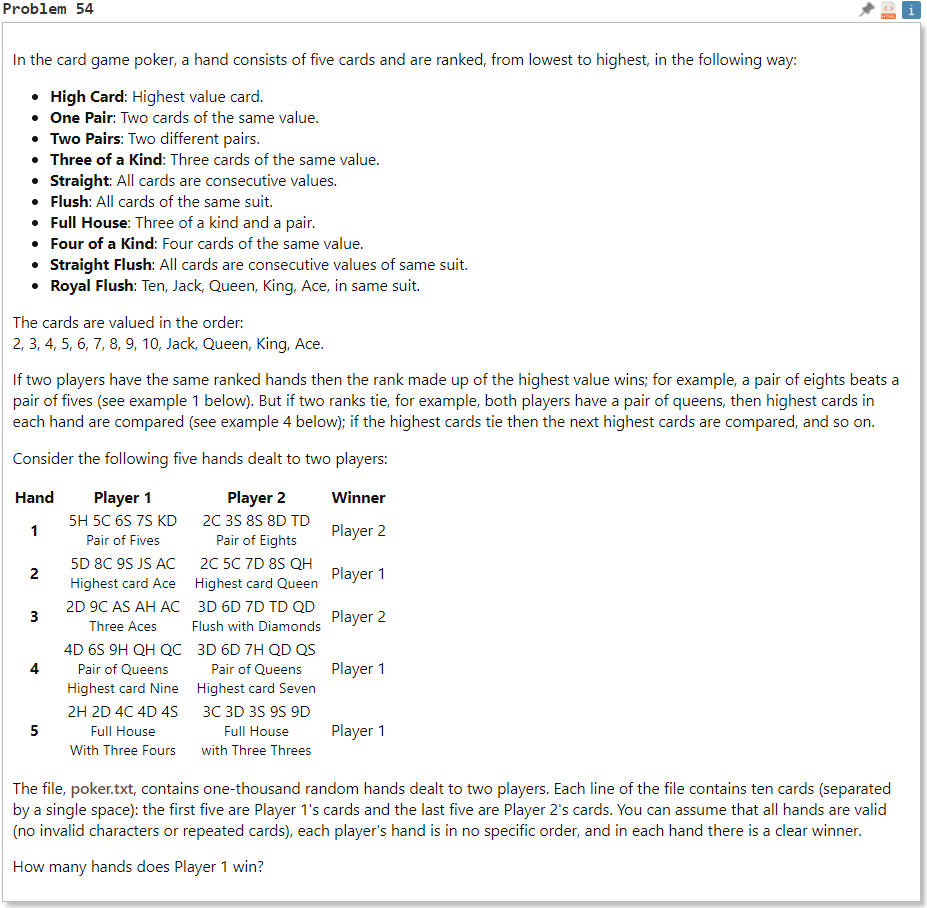 Problem 54
HTML
i
In the card game poker, a hand consists of five cards and are ranked, from lowest to highest, in the following way:
• High Card: Highest value card.
• One Pair: Two cards of the same value.
• Two Pairs: Two different pairs.
• Three of a Kind: Three cards of the same value.
• Straight: All cards are consecutive values.
• Flush: All cards of the same suit.
• Full House: Three of a kind and a pair.
• Four of a Kind: Four cards of the same value.
• Straight Flush: All cards are consecutive values of same suit.
• Royal Flush: Ten, Jack, Queen, King, Ace, in same suit.
The cards are valued in the order:
2, 3, 4, 5, 6, 7, 8, 9, 10, Jack, Queen, King, Ace.
If two players have the same ranked hands then the rank made up of the highest value wins; for example, a pair of eights beats a
pair of fives (see example 1 below). But if two ranks tie, for example, both players have a pair of queens, then highest cards in
each hand are compared (see example 4 below); if the highest cards tie then the next highest cards are compared, and so on.
Consider the following five hands dealt to two players:
Hand Player 1 Player 2 Winner
5H 5C 6S 7S KD 2C 3S 8S 8D TD
1 Player 2
Pair of Fives Pair of Eights
5D 8C 9S JS AC 2C 5C 7D 8S QH
2 Player 1
Highest card Ace Highest card Queen
2D 9C AS AH AC 3D 6D 7D TD QD
3 Player 2
Three Aces Flush with Diamonds
4D 6S 9H QH QC 3D 6D 7H QD QS
4 Pair of Queens Pair of Queens Player 1
Highest card Nine Highest card Seven
2H 2D 4C 4D 4S 3C 3D 3S 9S 9D
5 Full House Full House Player 1
With Three Fours with Three Threes
The file, poker.txt, contains one-thousand random hands dealt to two players. Each line of the file contains ten cards (separated
by a single space): the first five are Player 1's cards and the last five are Player 2's cards. You can assume that all hands are valid
(no invalid characters or repeated cards), each player's hand is in no specific order, and in each hand there is a clear winner.
How many hands does Player 1 win?